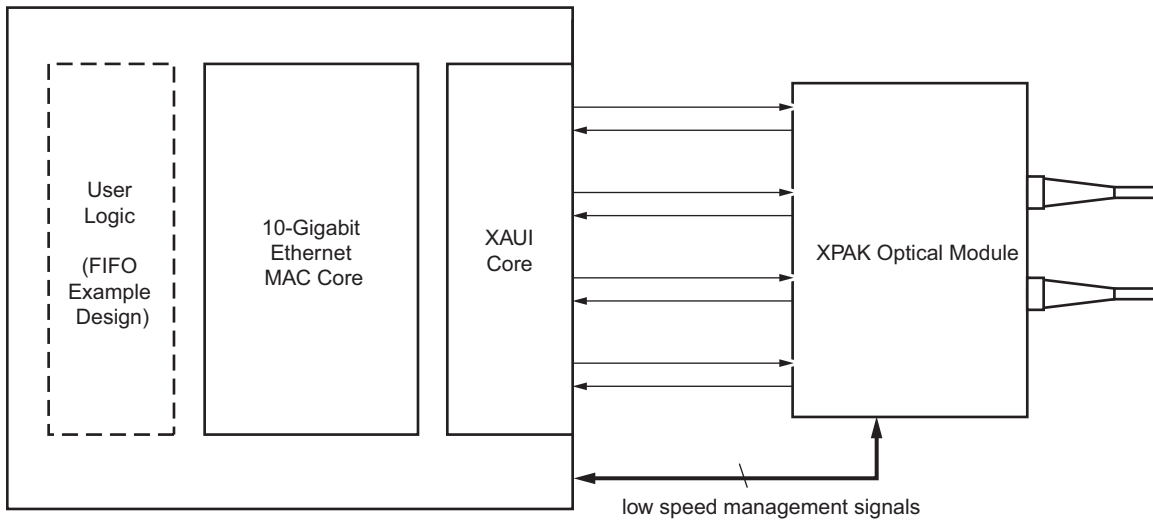 User
Logic
(FIFO
Example
Design)
10-Gigabit
Ethernet
MAC Core
XAUI
Core
XPAK Optical Module
low speed management signals